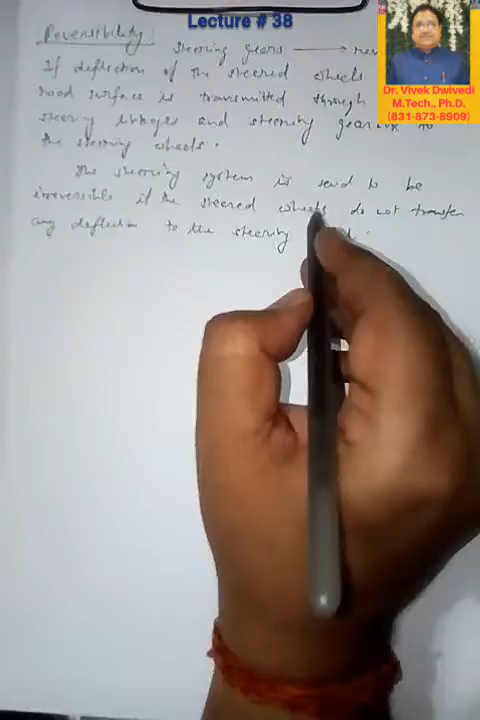 Lecture # 38
Reversibility : steering gears → rev
If deflection of the steered wheels
road surface is transmitted through
steering linkages and steering gear to
the steering wheels.
The steering system is said to be
irreversible if the steered wheels do not transfer
any deflection to the steering
Dr. Vivek Dwivedi
M.Tech., Ph.D.
(831-873-8909)